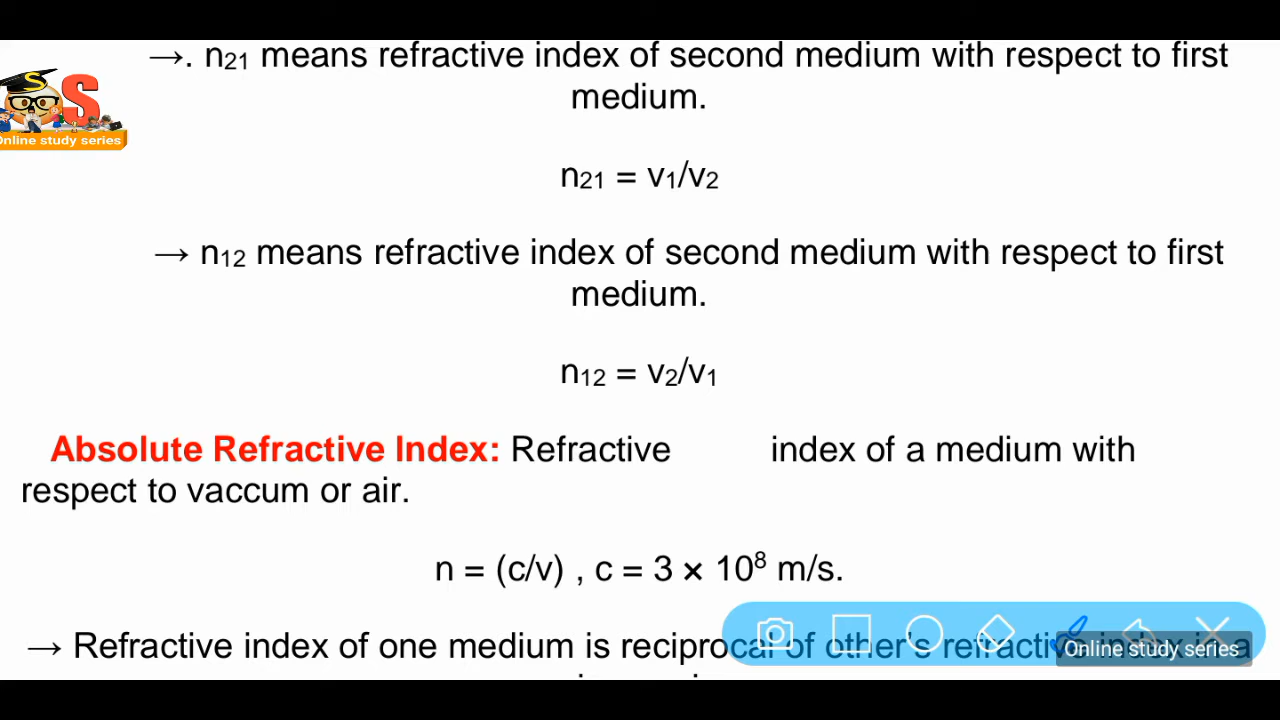 →. n₂₁ means refractive index of second medium with respect to first
medium.
S
S
Online study series
n₂₁ = v₁/v₂
→ n₁₂ means refractive index of second medium with respect to first
medium.
n₁₂ = v₂/v₁
Absolute Refractive Index: Refractive index of a medium with
respect to vaccum or air.
n = (c/v) , c = 3 × 10⁸ m/s.
→ Refractive index of one medium is reciprocal of other's refractive index is a
Online study series